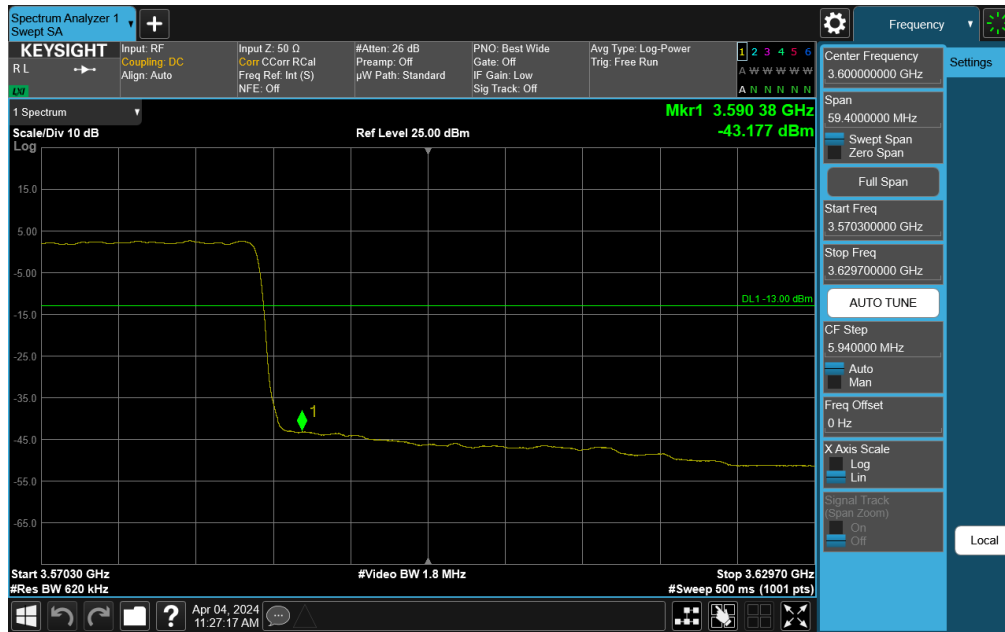 Spectrum Analyzer 1
Swept SA
Frequency
KEYSIGHT
R L
LXI
Input: RF
Coupling: DC
Align: Auto
Input Z: 50 Ω
Corr CCorr RCal
Freq Ref: Int (S)
NFE: Off
#Atten: 26 dB
Preamp: Off
µW Path: Standard
PNO: Best Wide
Gate: Off
IF Gain: Low
Sig Track: Off
Avg Type: Log-Power
Trig: Free Run
1 2 3 4 5 6
A W W W W W
A N N N N N
1 Spectrum
Mkr1 3.590 38 GHz
Scale/Div 10 dB
Ref Level 25.00 dBm
-43.177 dBm
Log
15.0
5.00
-5.00
DL1 -13.00 dBm
-15.0
-25.0
-35.0
1
-45.0
-55.0
-65.0
Start 3.57030 GHz
#Video BW 1.8 MHz
Stop 3.62970 GHz
#Res BW 620 kHz
#Sweep 500 ms (1001 pts)
Center Frequency
3.600000000 GHz
Settings
Span
59.4000000 MHz
Swept Span
Zero Span
Full Span
Start Freq
3.570300000 GHz
Stop Freq
3.629700000 GHz
AUTO TUNE
CF Step
5.940000 MHz
Auto
Man
Freq Offset
0 Hz
X Axis Scale
Log
Lin
Signal Track
(Span Zoom)
On
Off
Local
?
Apr 04, 2024
11:27:17 AM